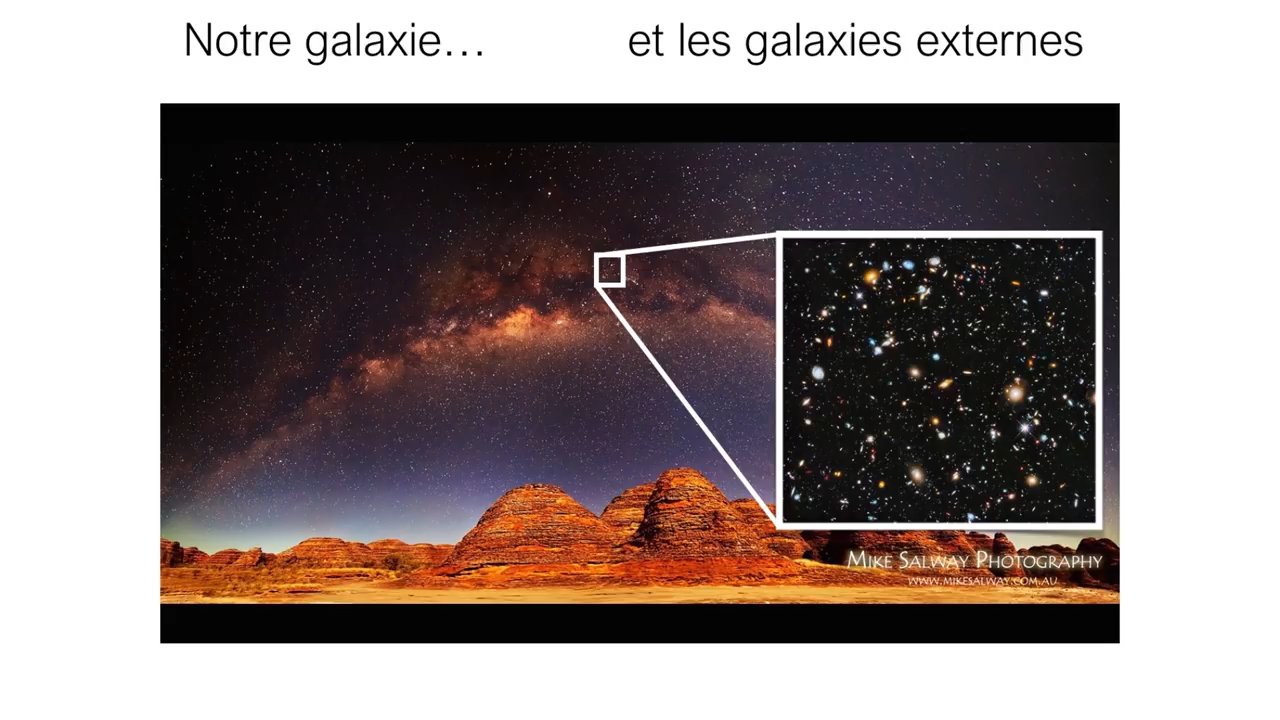 Notre galaxie… et les galaxies externes
MIKE SALWAY PHOTOGRAPHY
WWW.MIKESALWAY.COM.AU